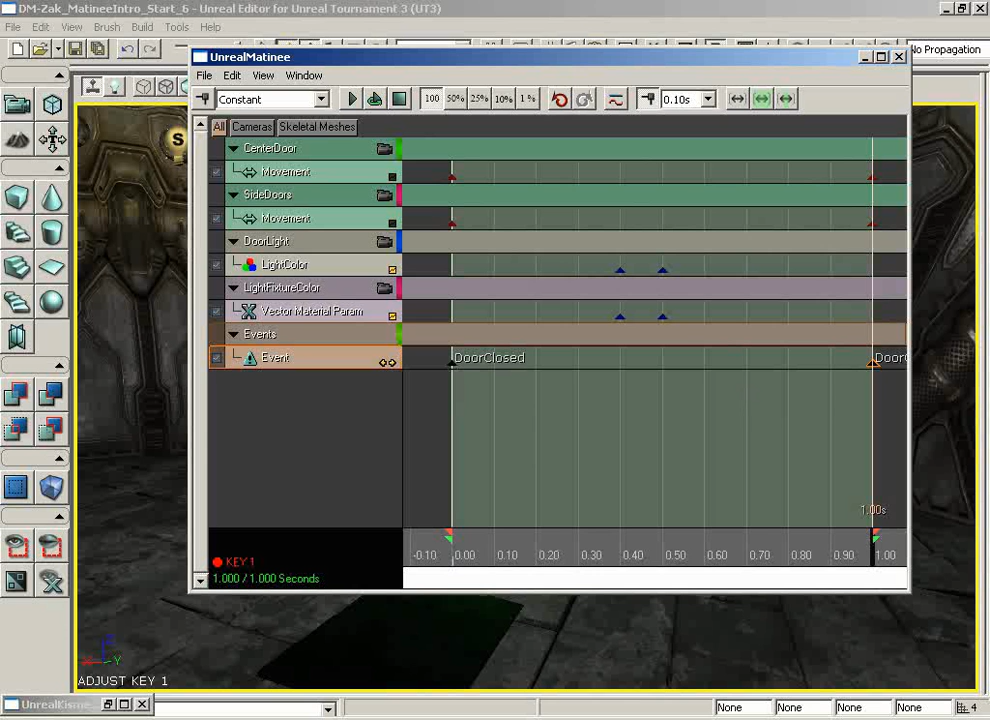 DM-Zak_MatineeIntro_Start_6 - Unreal Editor for Unreal Tournament 3 (UT3)
File Edit View Brush Build Tools Help
No Propagation
UnrealMatinee
File Edit View Window
Constant 100 50% 25% 10% 1 % 0.10s
All Cameras Skeletal Meshes
S
CenterDoor
Movement
SideDoors
Movement
DoorLight
LightColor
LightFixtureColor
Vector Material Param
Events
Event DoorClosed
1.00s
-0.10 0.00 0.10 0.20 0.30 0.40 0.50 0.60 0.70 0.80 0.90 1.00
KEY 1
1.000 / 1.000 Seconds
X Y
ADJUST KEY 1
None None None None 4